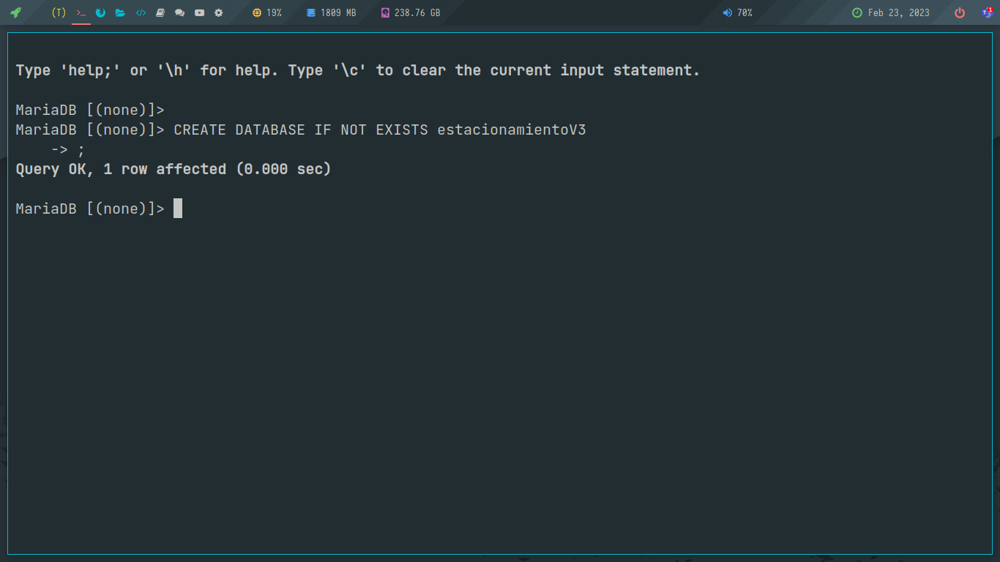 (T) 19% 1809 MB 238.76 GB 70% Feb 23, 2023 T 1
Type 'help;' or '\h' for help. Type '\c' to clear the current input statement.
MariaDB [(none)]>
MariaDB [(none)]> CREATE DATABASE IF NOT EXISTS estacionamientoV3
-> ;
Query OK, 1 row affected (0.000 sec)
MariaDB [(none)]>